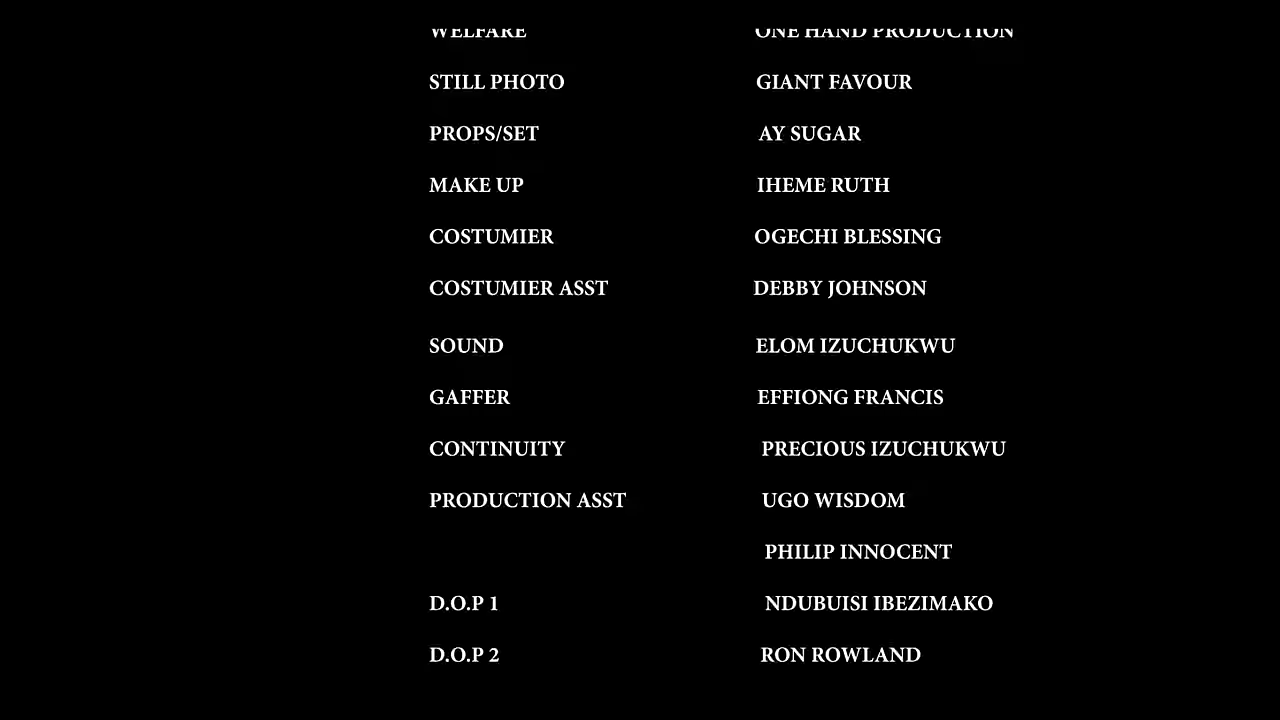 WELFARE ONE HAND PRODUCTION
STILL PHOTO GIANT FAVOUR
PROPS/SET AY SUGAR
MAKE UP IHEME RUTH
COSTUMIER OGECHI BLESSING
COSTUMIER ASST DEBBY JOHNSON
SOUND ELOM IZUCHUKWU
GAFFER EFFIONG FRANCIS
CONTINUITY PRECIOUS IZUCHUKWU
PRODUCTION ASST UGO WISDOM
PHILIP INNOCENT
D.O.P 1 NDUBUISI IBEZIMAKO
D.O.P 2 RON ROWLAND